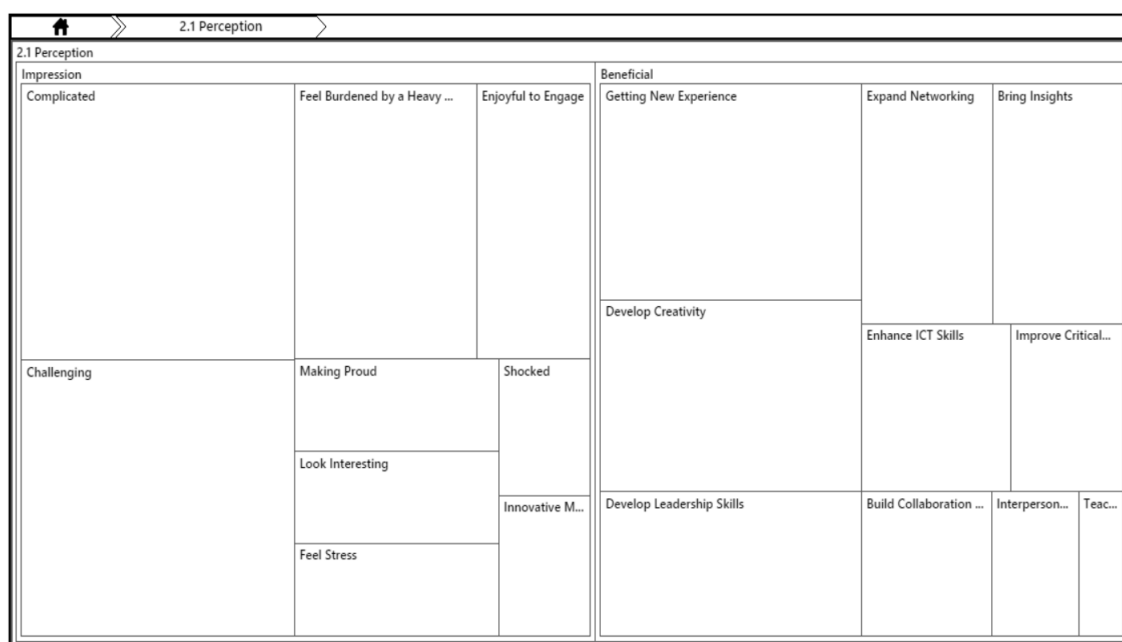 2.1 Perception
2.1 Perception
Impression
Complicated
Feel Burdened by a Heavy ...
Enjoyful to Engage
Challenging
Making Proud
Shocked
Look Interesting
Innovative M...
Feel Stress
Beneficial
Getting New Experience
Expand Networking
Bring Insights
Develop Creativity
Enhance ICT Skills
Improve Critical...
Develop Leadership Skills
Build Collaboration ...
Interperson...
Teac...